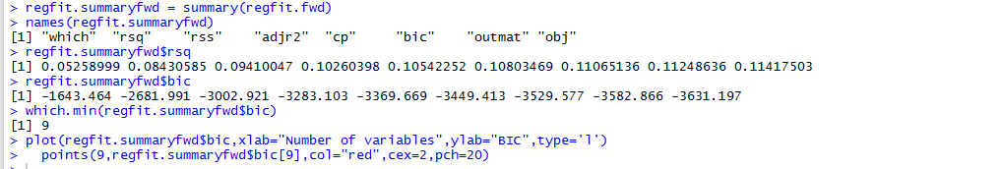 > regfit.summaryfwd = summary(regfit.fwd)
> names(regfit.summaryfwd)
[1] "which"  "rsq"    "rss"    "adjr2"  "cp"     "bic"    "outmat" "obj"
> regfit.summaryfwd$rsq
[1] 0.05258999 0.08430585 0.09410047 0.10260398 0.10542252 0.10803469 0.11065136 0.11248636 0.11417503
> regfit.summaryfwd$bic
[1] -1643.464 -2681.991 -3002.921 -3283.103 -3369.669 -3449.413 -3529.577 -3582.866 -3631.197
> which.min(regfit.summaryfwd$bic)
[1] 9
> plot(regfit.summaryfwd$bic,xlab="Number of variables",ylab="BIC",type='l')
>   points(9,regfit.summaryfwd$bic[9],col="red",cex=2,pch=20)
>